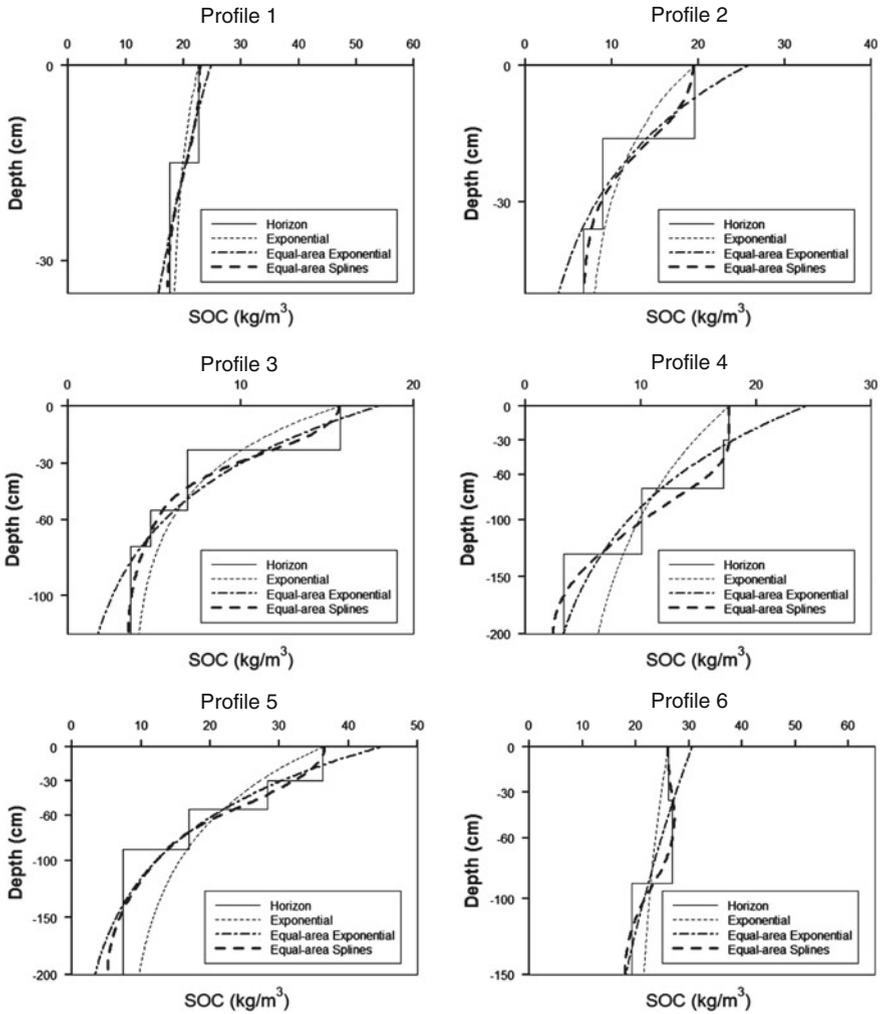 Profile 1
0 10 20 30 40 50 60
0
-30
Depth (cm)
Horizon
Exponential
Equal-area Exponential
Equal-area Splines
SOC (kg/m³)
Profile 2
0 10 20 30 40
0
-30
Depth (cm)
Horizon
Exponential
Equal-area Exponential
Equal-area Splines
SOC (kg/m³)
Profile 3
0 10 20
0
-30
-60
-100
Depth (cm)
Horizon
Exponential
Equal-area Exponential
Equal-area Splines
SOC (kg/m³)
Profile 4
0 10 20 30
0
-30
-60
-100
-150
-200
Depth (cm)
Horizon
Exponential
Equal-area Exponential
Equal-area Splines
SOC (kg/m³)
Profile 5
0 10 20 30 40 50
0
-30
-60
-100
-150
-200
Depth (cm)
Horizon
Exponential
Equal-area Exponential
Equal-area Splines
SOC (kg/m³)
Profile 6
0 10 20 30 40 50 60
0
-30
-60
-100
-150
Depth (cm)
Horizon
Exponential
Equal-area Exponential
Equal-area Splines
SOC (kg/m³)